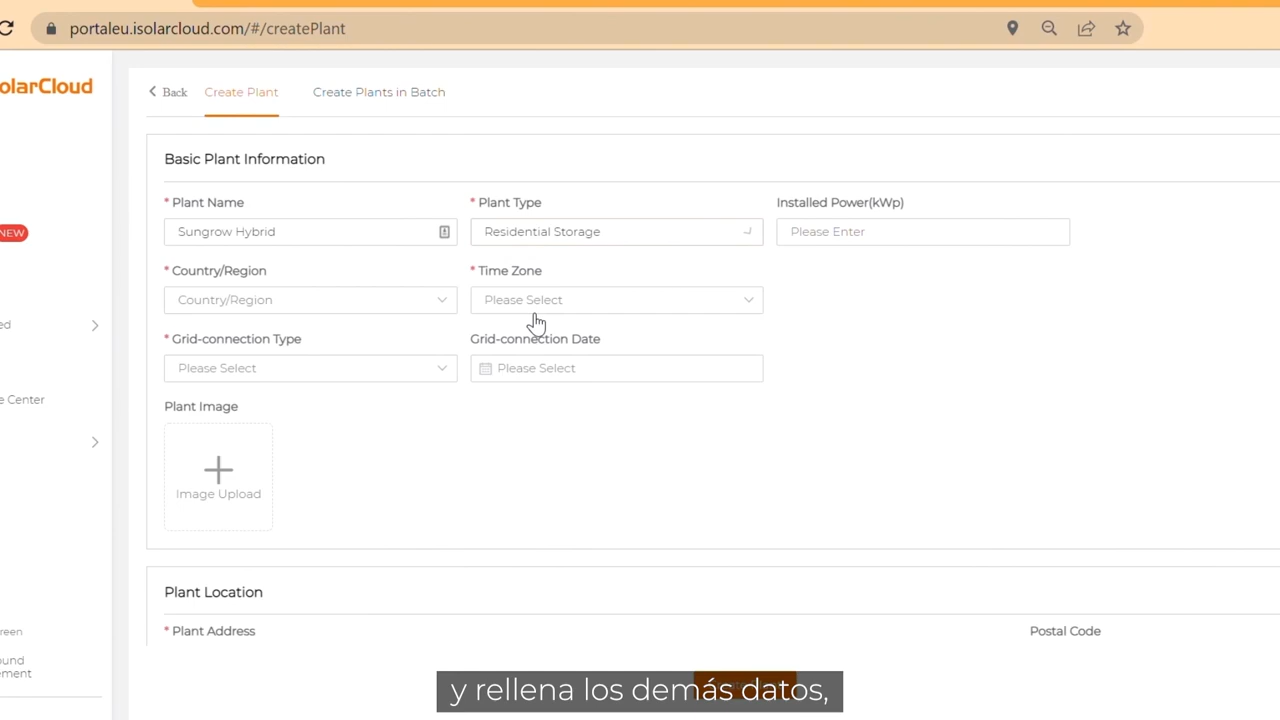 portaleu.isolarcloud.com/#/createPlant
olarCloud
Back
Create Plant
Create Plants in Batch
Basic Plant Information
* Plant Name
* Plant Type
Installed Power(kWp)
NEW
Sungrow Hybrid
Residential Storage
Please Enter
* Country/Region
* Time Zone
Country/Region
Please Select
ed
* Grid-connection Type
Grid-connection Date
Please Select
Please Select
e Center
Plant Image
Image Upload
Plant Location
reen
* Plant Address
Postal Code
ound
ement
y rellena los demás datos,